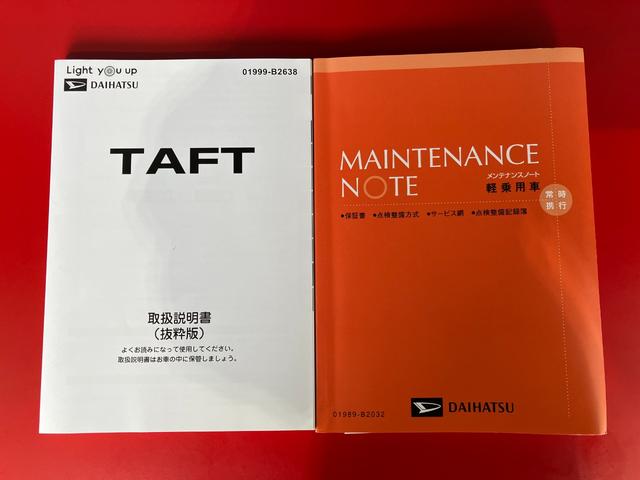 Light you up
DAIHATSU
01999-B2638
TAFT
取扱説明書
(抜粋版)
よくお読みになって使用してください。
取扱説明書はお車の中に保管しましょう。
MAINTENANCE
NOTE
メンテナンスノート
軽乗用車
常時
携行
•保証書 •点検整備方式 •サービス網 •点検整備記録簿
01989-B2032
DAIHATSU